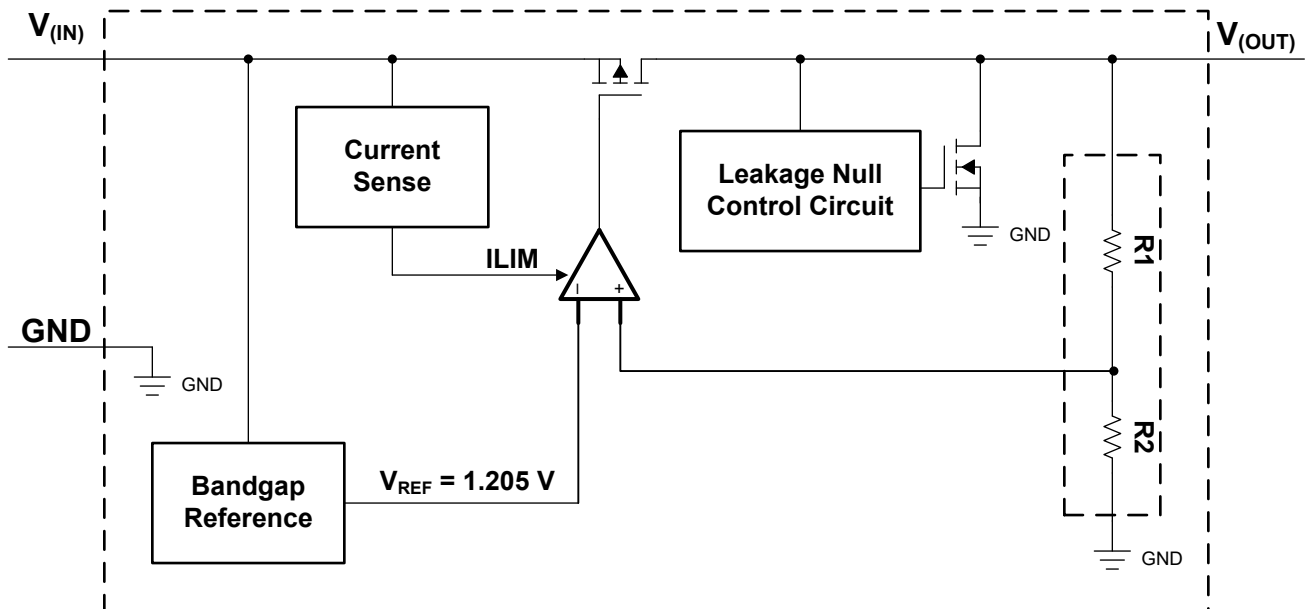 V(IN)
V(OUT)
Current
Sense
Leakage Null
Control Circuit
GND
R1
ILIM
- +
GND
GND
R2
Bandgap
Reference
VREF = 1.205 V
GND